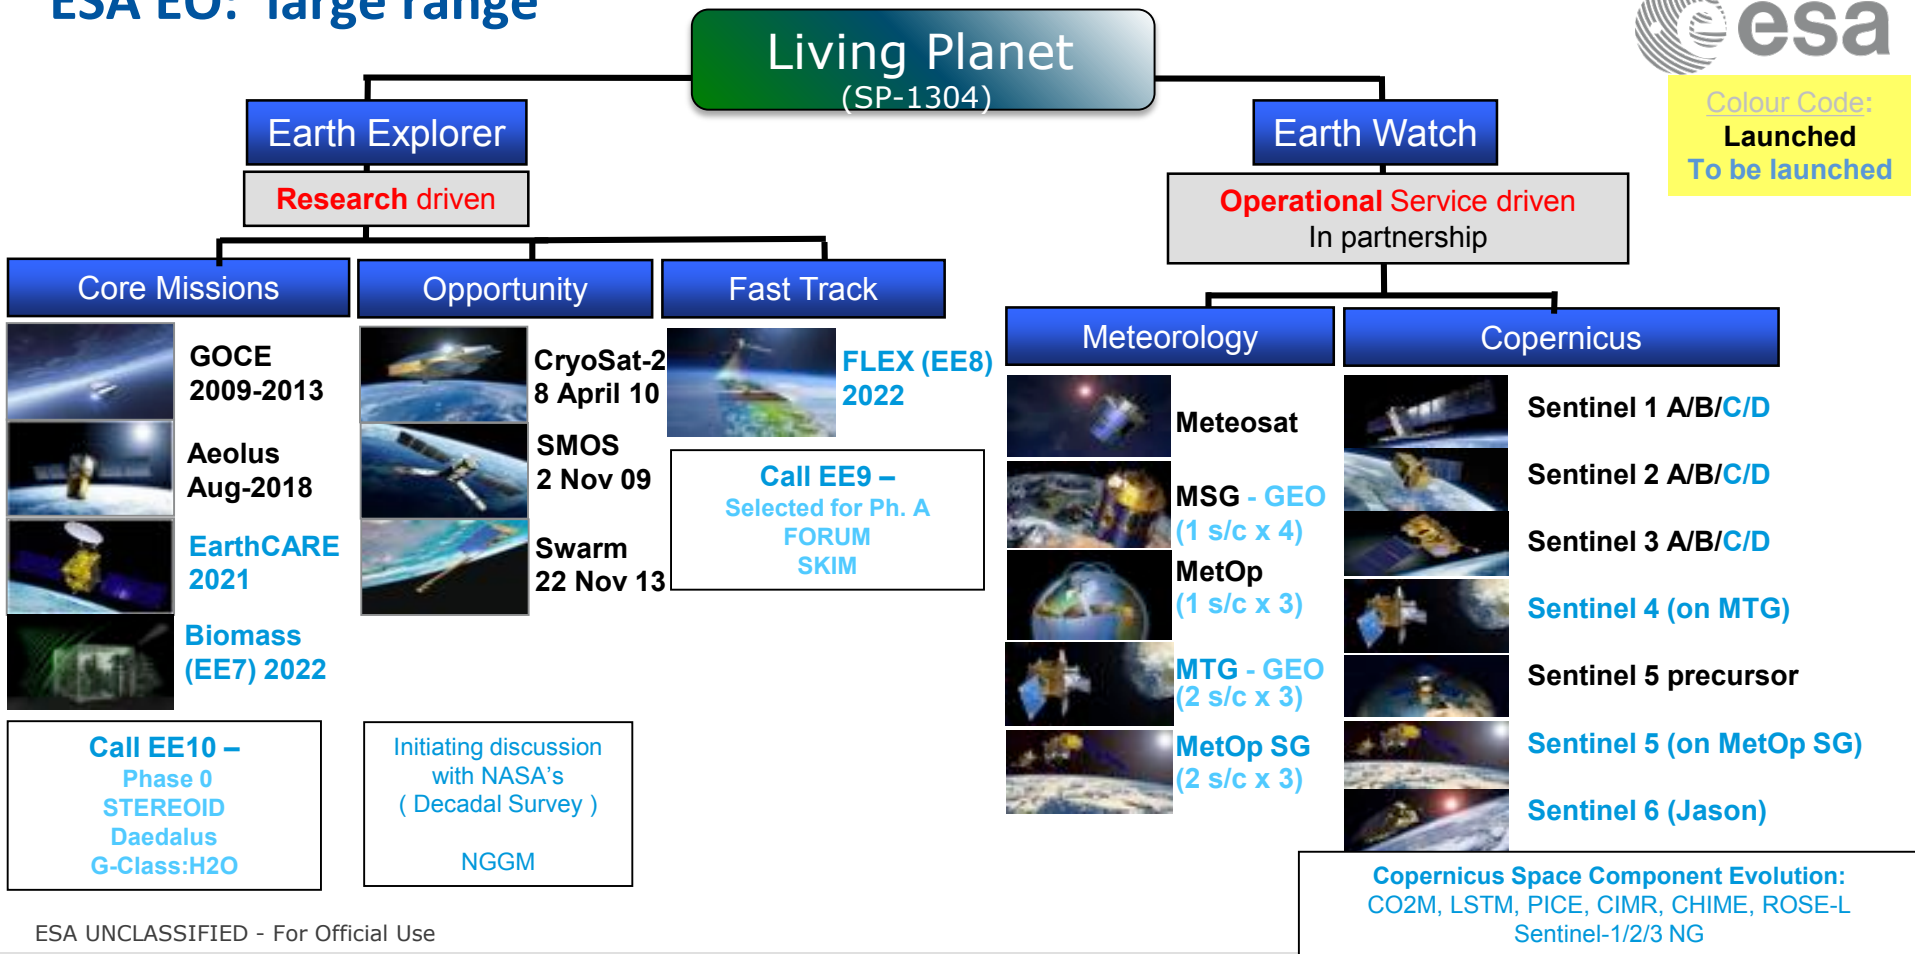 ESA EO: large range
esa
Living Planet
(SP-1304)
Colour Code:
Launched
To be launched
Earth Explorer
Research driven
Earth Watch
Operational Service driven
In partnership
Core Missions
GOCE
2009-2013
Aeolus
Aug-2018
EarthCARE
2021
Biomass
(EE7) 2022
Call EE10 –
Phase 0
STEREOID
Daedalus
G-Class:H2O
Opportunity
CryoSat-2
8 April 10
SMOS
2 Nov 09
Swarm
22 Nov 13
Initiating discussion
with NASA's
( Decadal Survey )
NGGM
Fast Track
FLEX (EE8)
2022
Call EE9 –
Selected for Ph. A
FORUM
SKIM
Meteorology
Meteosat
MSG - GEO
(1 s/c x 4)
MetOp
(1 s/c x 3)
MTG - GEO
(2 s/c x 3)
MetOp SG
(2 s/c x 3)
Copernicus
Sentinel 1 A/B/C/D
Sentinel 2 A/B/C/D
Sentinel 3 A/B/C/D
Sentinel 4 (on MTG)
Sentinel 5 precursor
Sentinel 5 (on MetOp SG)
Sentinel 6 (Jason)
Copernicus Space Component Evolution:
CO2M, LSTM, PICE, CIMR, CHIME, ROSE-L
Sentinel-1/2/3 NG
ESA UNCLASSIFIED - For Official Use